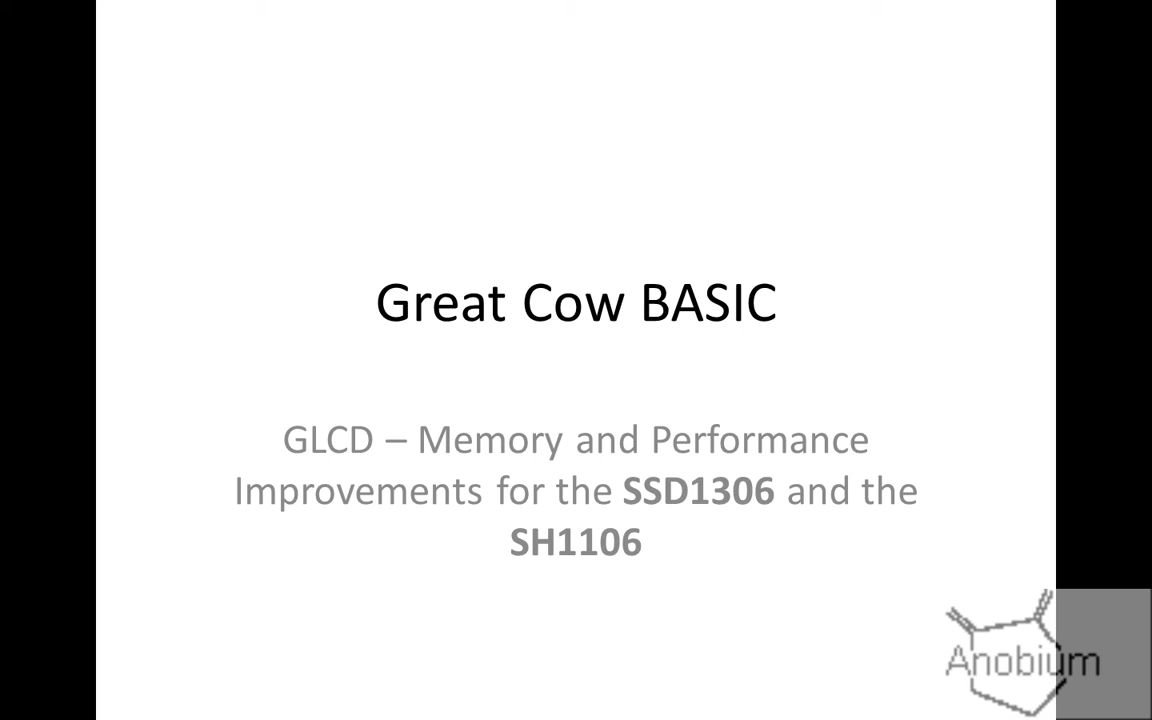 Great Cow BASIC
GLCD – Memory and Performance
Improvements for the SSD1306 and the
SH1106
Anobium